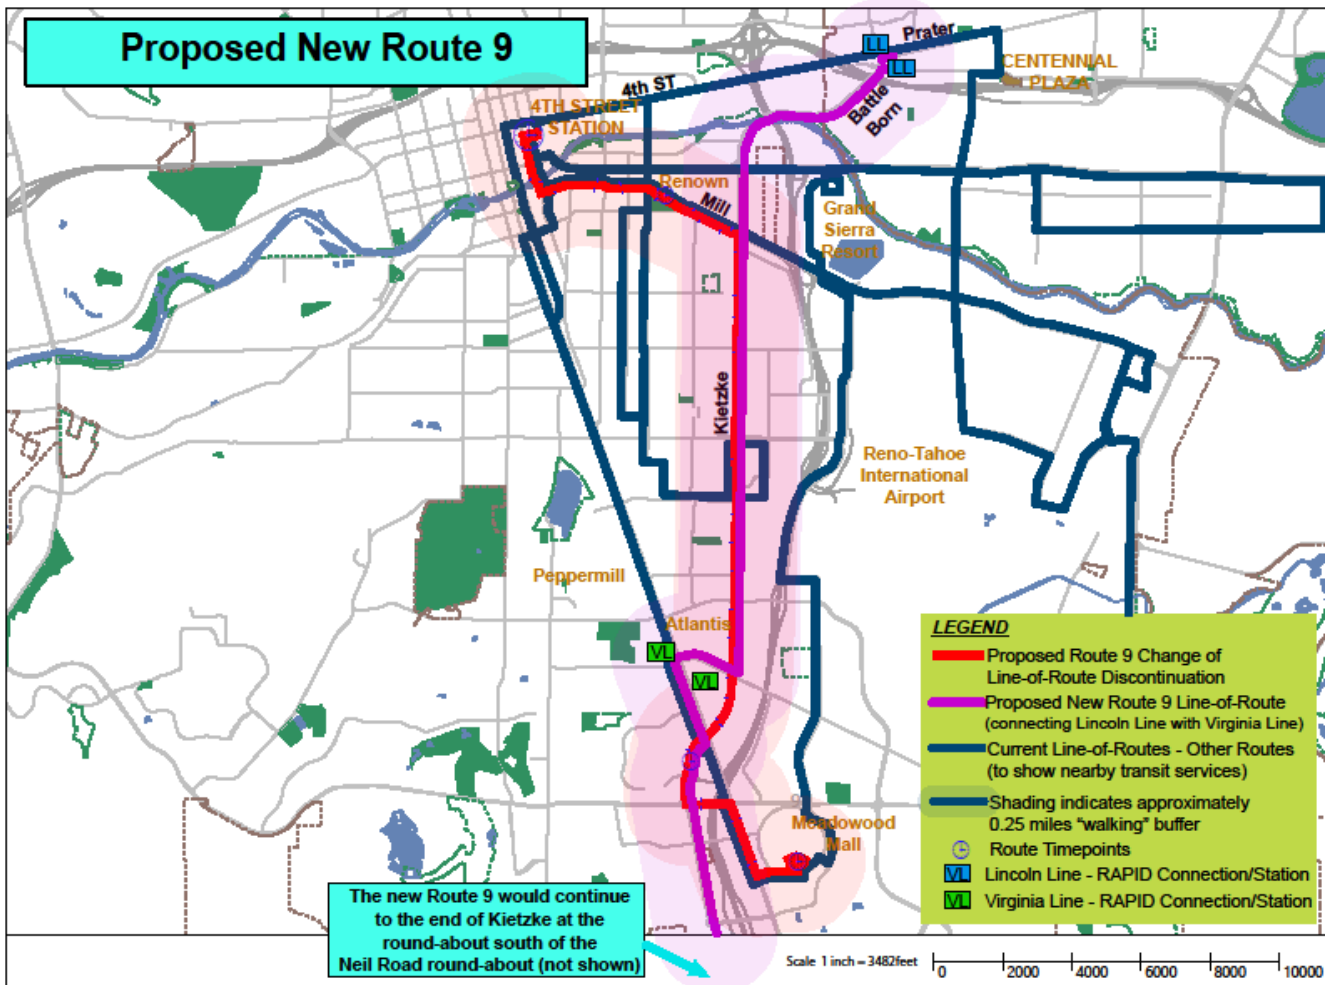 Proposed New Route 9
LL
Prater
LL
CENTENNIAL
PLAZA
4th ST
4TH STREET
STATION
Battle
Born
Renown
Mill
Grand
Sierra
Resort
Kietzke
Reno-Tahoe
International
Airport
Peppermill
Atlantis
VL
VL
Meadowood
Mall
LEGEND
Proposed Route 9 Change of
Line-of-Route Discontinuation
Proposed New Route 9 Line-of-Route
(connecting Lincoln Line with Virginia Line)
Current Line-of-Routes - Other Routes
(to show nearby transit services)
Shading indicates approximately
0.25 miles “walking” buffer
Route Timepoints
VL Lincoln Line - RAPID Connection/Station
VL Virginia Line - RAPID Connection/Station
The new Route 9 would continue
to the end of Kietzke at the
round-about south of the
Neil Road round-about (not shown)
Scale 1 inch = 3482feet
0 2000 4000 6000 8000 10000